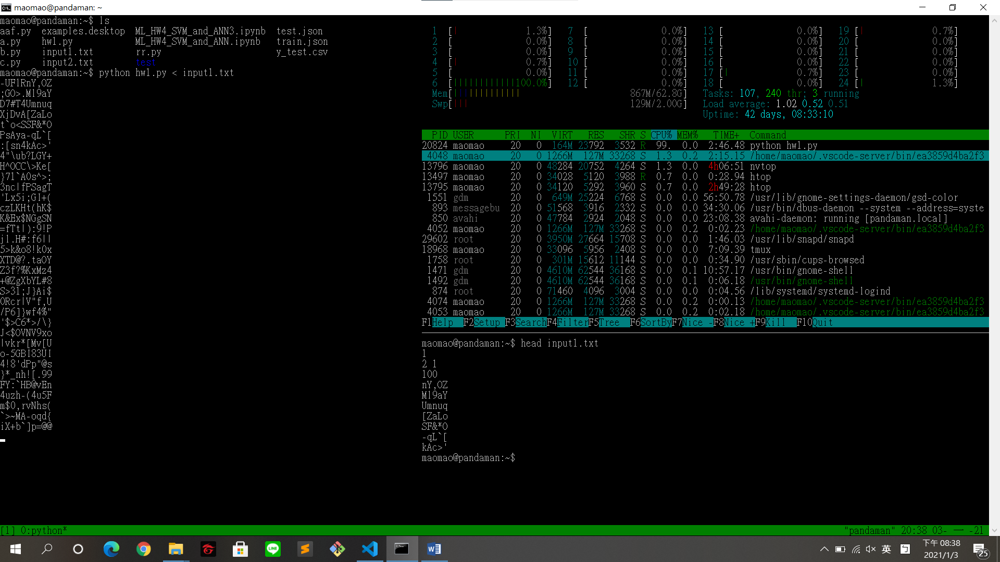 maomao@pandaman: ~
maomao@pandaman:~$ ls
aaf.py  examples.desktop  ML_HW4_SVM_and_ANN3.ipynb  test.json
a.py    hw1.py            ML_HW4_SVM_and_ANN.ipynb   train.json
b.py    input1.txt        rr.py                      y_test.csv
c.py    input2.txt        test
maomao@pandaman:~$ python hw1.py < input1.txt
-UF1RnY,OZ
;GO>.M19aY
D7#T4Umnuq
XjDvA[ZaLo
t`o<SSF&*O
PsAya-qL`[
:[sn4kAc>'
4"\ub?LGY+
H^OCC\>Ke[
}7l`A0s^>;
3nc|fPSagT
'Lx5i;GI+(
czLKHt(hK$
K&Ex$NGgSN
=fTt|):9!P
jl.H#:f6||
5>k&o8!k0x
XTD@?.taOY
Z3f?%KxMz4
+@ZgXbYL#8
S>3l;J}Ai$
ORcr|V"f,U
/P6]}wf4%"
'$>C6*>/\}
J<$OVNV9xo
|vkr*[Mv[U
o-5GBI83UI
4!8'dPp"@s
}*_nh![.99
FY:`HB@vEn
4uzh-(4u5F
m$0,rvNhs(
`>~MA-oqd{
iX+b`]p=@@
1 [| 1.3%] 7 [ 0.0%] 13 [ 0.0%] 19 [| 0.7%]
2 [ 0.0%] 8 [ 0.0%] 14 [ 0.0%] 20 [ 0.0%]
3 [ 0.0%] 9 [ 0.0%] 15 [ 0.0%] 21 [ 0.0%]
4 [| 0.7%] 10 [ 0.0%] 16 [ 0.0%] 22 [ 0.0%]
5 [ 0.0%] 11 [ 0.0%] 17 [| 0.7%] 23 [ 0.0%]
6 [||||||||||||100.0%] 12 [ 0.0%] 18 [ 0.0%] 24 [| 1.3%]
Mem[||||||||||||| 867M/62.8G] Tasks: 107, 240 thr; 3 running
Swp[||| 129M/2.00G] Load average: 1.02 0.52 0.51
Uptime: 42 days, 08:33:10
PID USER PRI NI VIRT RES SHR S CPU% MEM% TIME+ Command
20824 maomao 20 0 164M 23792 3532 R 99. 0.0 2:46.48 python hw1.py
4048 maomao 20 0 1266M 127M 33268 S 1.3 0.2 2:15.15 /home/maomao/.vscode-server/bin/ea3859d4ba2f3
13796 maomao 20 0 48284 20752 4264 S 1.3 0.0 4h06:51 nvtop
13497 maomao 20 0 34028 5120 3988 R 0.7 0.0 0:28.94 htop
13795 maomao 20 0 34120 5292 3960 S 0.7 0.0 2h49:28 htop
1551 gdm 20 0 649M 25224 6768 S 0.0 0.0 56:50.78 /usr/lib/gnome-settings-daemon/gsd-color
893 messagebu 20 0 51568 3916 2332 S 0.0 0.0 34:30.06 /usr/bin/dbus-daemon --system --address=syste
850 avahi 20 0 47784 2924 2048 S 0.0 0.0 23:08.38 avahi-daemon: running [pandaman.local]
4052 maomao 20 0 1266M 127M 33268 S 0.0 0.2 0:02.23 /home/maomao/.vscode-server/bin/ea3859d4ba2f3
29602 root 20 0 3950M 27664 15708 S 0.0 0.0 1:46.03 /usr/lib/snapd/snapd
18968 maomao 20 0 33096 5956 2408 S 0.0 0.0 7:09.39 tmux
1758 root 20 0 301M 15612 11144 S 0.0 0.0 0:34.90 /usr/sbin/cups-browsed
1471 gdm 20 0 4610M 62544 36168 S 0.0 0.1 10:57.17 /usr/bin/gnome-shell
1492 gdm 20 0 4610M 62544 36168 S 0.0 0.1 0:06.18 /usr/bin/gnome-shell
874 root 20 0 71460 4096 3004 S 0.0 0.0 0:04.56 /lib/systemd/systemd-logind
4074 maomao 20 0 1266M 127M 33268 S 0.0 0.2 0:00.13 /home/maomao/.vscode-server/bin/ea3859d4ba2f3
4053 maomao 20 0 1266M 127M 33268 S 0.0 0.2 0:02.18 /home/maomao/.vscode-server/bin/ea3859d4ba2f3
F1Help F2Setup F3SearchF4FilterF5Tree F6SortByF7Nice -F8Nice +F9Kill F10Quit
maomao@pandaman:~$ head input1.txt
1
2 1
100
nY,OZ
M19aY
Umnuq
[ZaLo
SF&*O
-qL`[
kAc>'
maomao@pandaman:~$
[1] 0:python*
"pandaman" 20:38 03- 一 -21
LINE
英
下午 08:38
2021/1/3
25